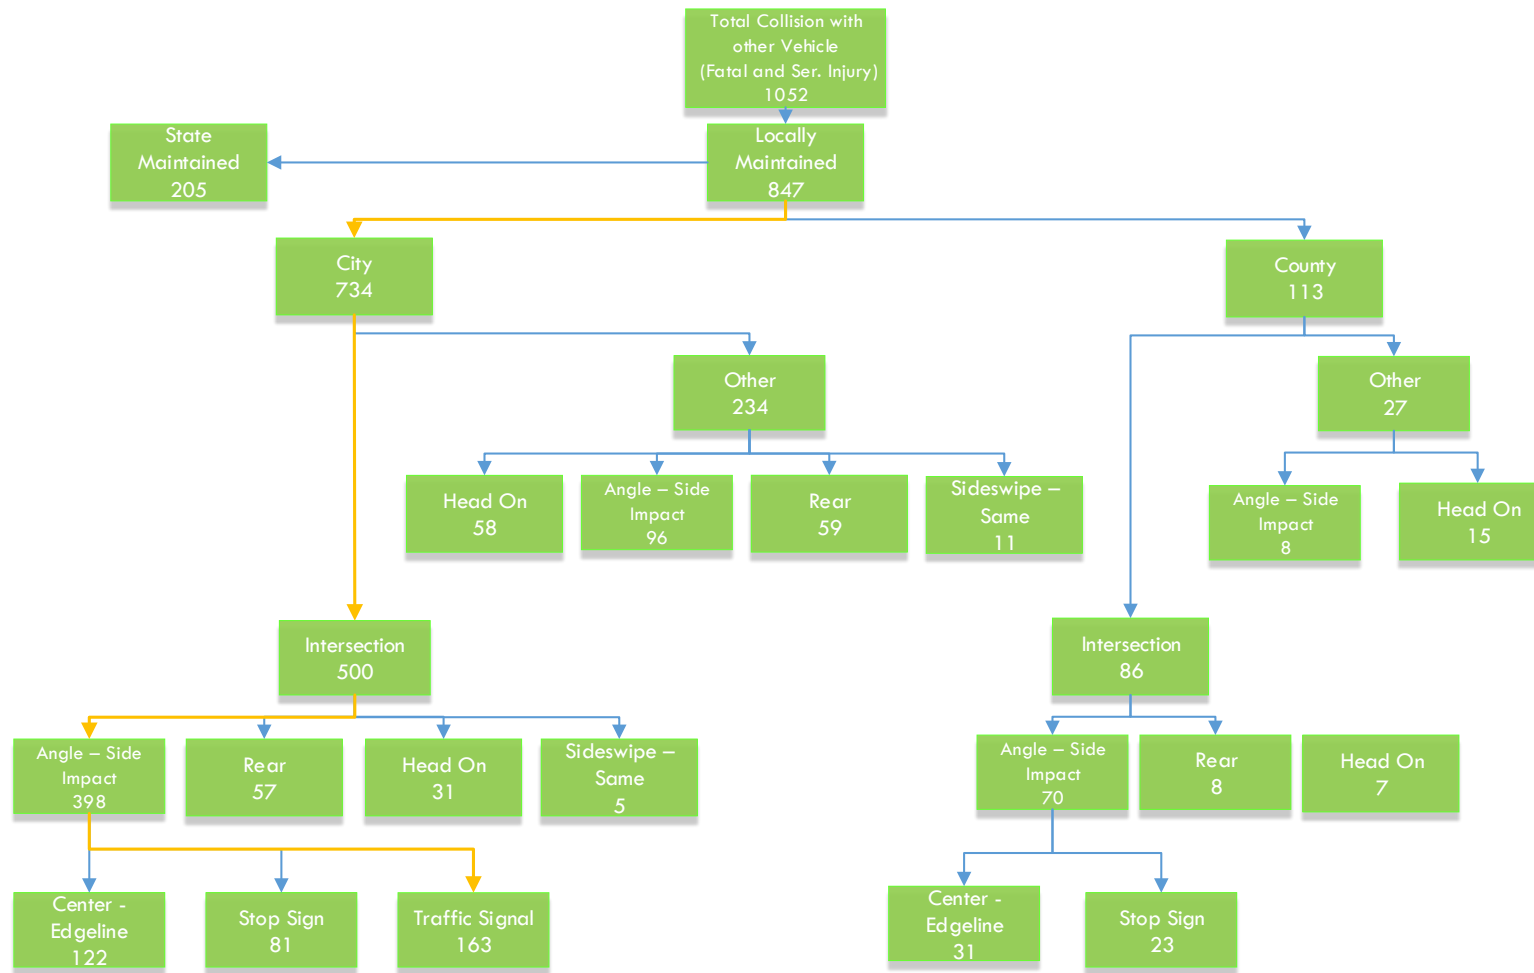 Total Collision with
other Vehicle
(Fatal and Ser. Injury)
1052
State
Maintained
205
Locally
Maintained
847
City
734
County
113
Other
234
Other
27
Head On
58
Angle – Side
Impact
96
Rear
59
Sideswipe –
Same
11
Angle – Side
Impact
8
Head On
15
Intersection
500
Intersection
86
Angle – Side
Impact
398
Rear
57
Head On
31
Sideswipe –
Same
5
Angle – Side
Impact
70
Rear
8
Head On
7
Center -
Edgeline
122
Stop Sign
81
Traffic Signal
163
Center -
Edgeline
31
Stop Sign
23